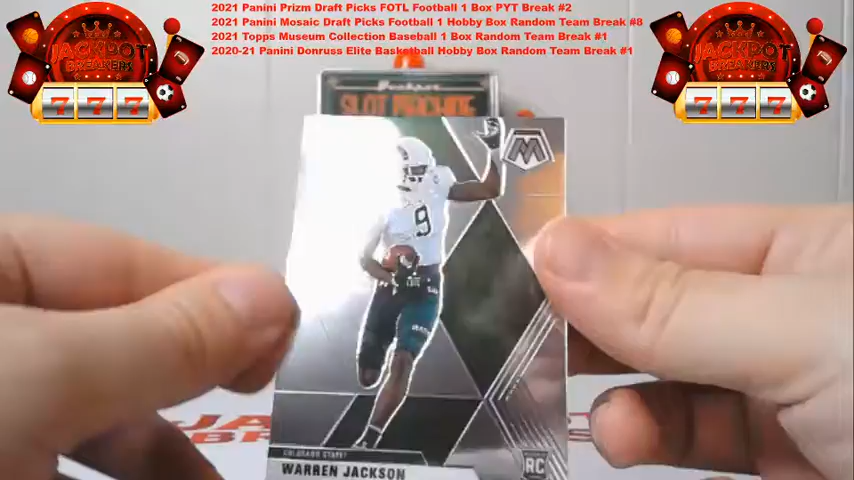 2021 Panini Prizm Draft Picks FOTL Football 1 Box PYT Break #2
2021 Panini Mosaic Draft Picks Football 1 Hobby Box Random Team Break #8
2021 Topps Museum Collection Baseball 1 Box Random Team Break #1
2020-21 Panini Donruss Elite Basketball Hobby Box Random Team Break #1
JACKPOT
BREAKERS
777
JACKPOT
BREAKERS
777
Jackpot
SLOT MACHINE
M
9
COLORADO STATE
WARREN JACKSON
RC